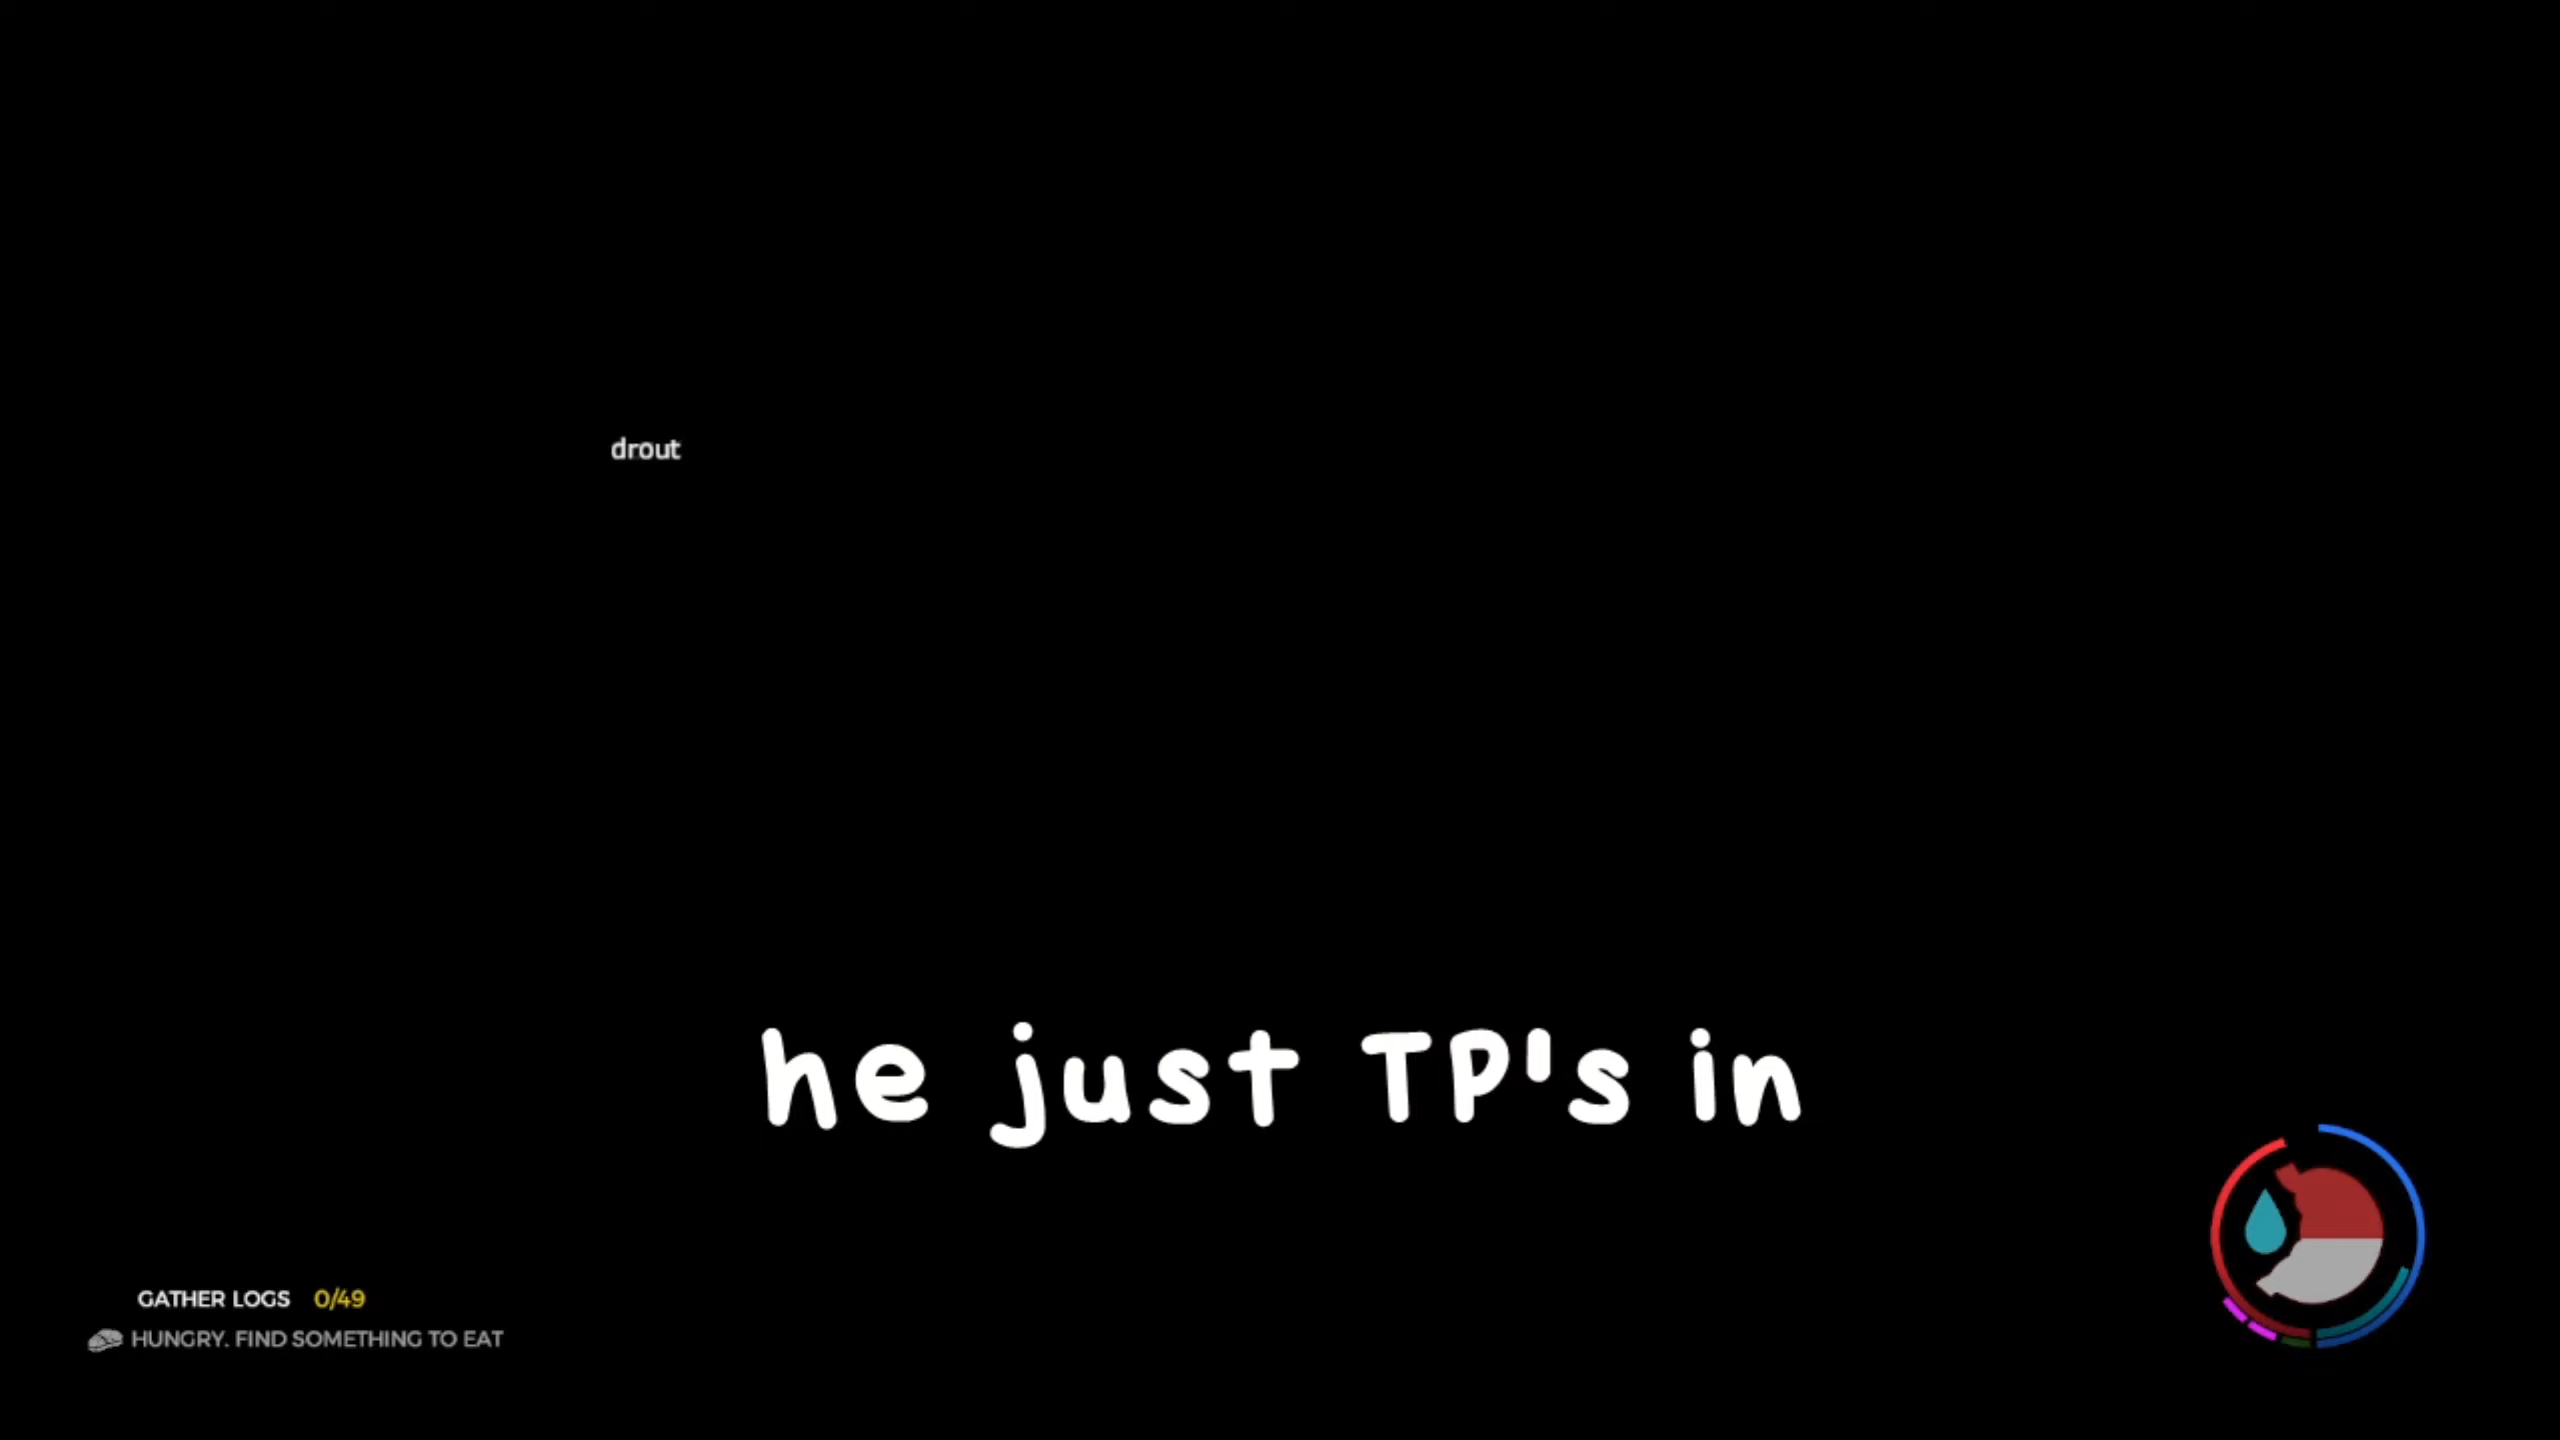 drout
he just TP's in
GATHER LOGS 0/49
HUNGRY. FIND SOMETHING TO EAT